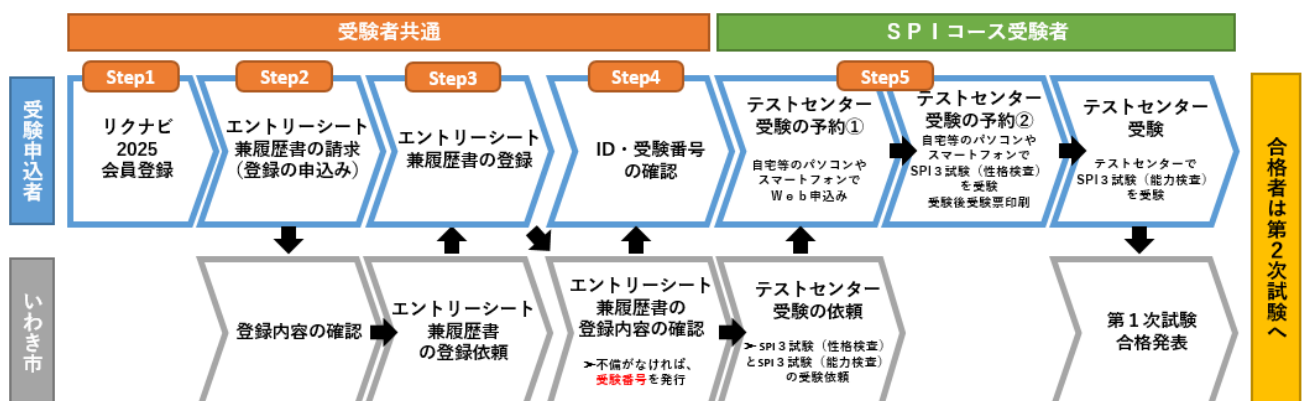 受験者共通
ＳＰＩコース受験者
受験申込者
Step1
リクナビ
2025
会員登録
Step2
エントリーシート
兼履歴書の請求
（登録の申込み）
Step3
エントリーシート
兼履歴書の登録
Step4
ID・受験番号
の確認
Step5
テストセンター
受験の予約①
自宅等のパソコンや
スマートフォンで
Ｗｅｂ申込み
テストセンター
受験の予約②
自宅等のパソコンや
スマートフォンで
SPI３試験（性格検査）
を受験
受験後受験票印刷
テストセンター
受験
テストセンターで
SPI３試験（能力検査）
を受験
いわき市
登録内容の確認
エントリーシート
兼履歴書
の登録依頼
エントリーシート
兼履歴書の
登録内容の確認
➢不備がなければ、
受験番号を発行
テストセンター
受験の依頼
➢SPI３試験（性格検査）
とSPI３試験（能力検査）
の受験依頼
第１次試験
合格発表
合格者は第２次試験へ